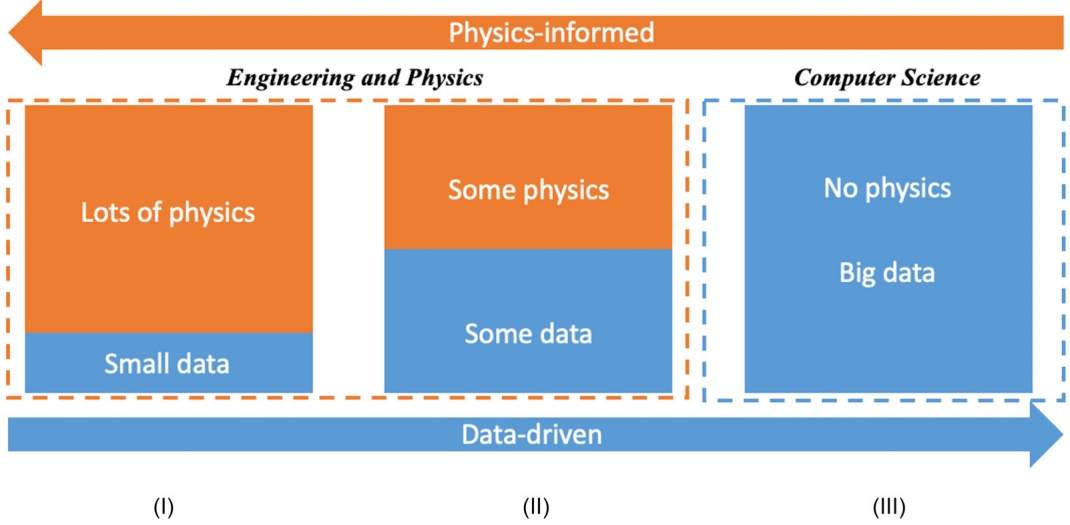 Physics-informed
Engineering and Physics
Computer Science
Lots of physics
Small data
Some physics
Some data
No physics
Big data
Data-driven
(I)
(II)
(III)